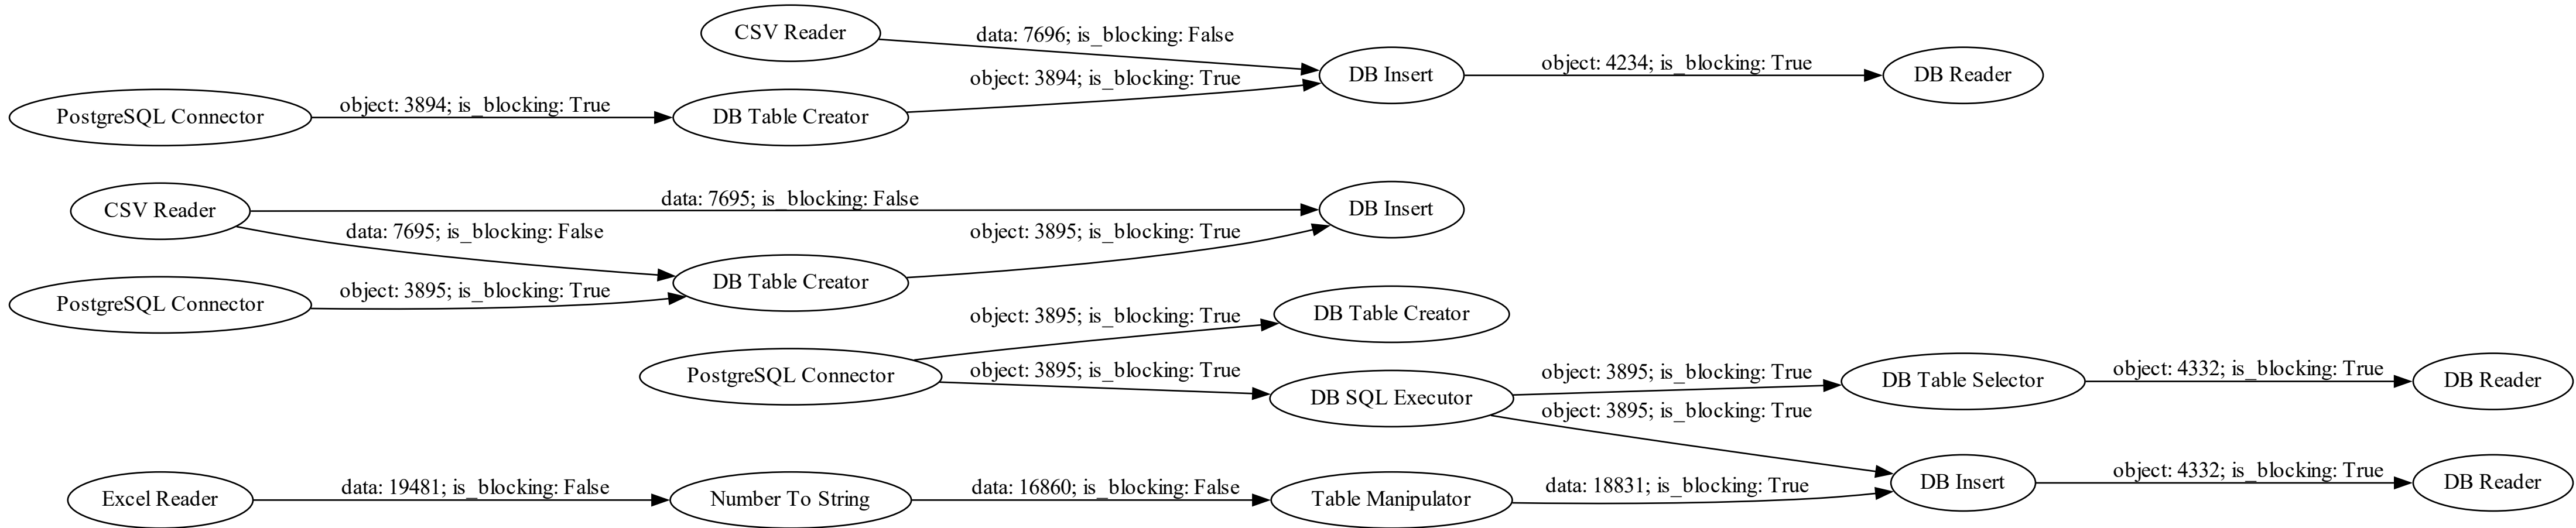 CSV Reader
data: 7696; is_blocking: False
DB Insert
object: 4234; is_blocking: True
DB Reader
PostgreSQL Connector
object: 3894; is_blocking: True
DB Table Creator
object: 3894; is_blocking: True
CSV Reader
data: 7695; is_blocking: False
DB Insert
data: 7695; is_blocking: False
object: 3895; is_blocking: True
PostgreSQL Connector
object: 3895; is_blocking: True
DB Table Creator
object: 3895; is_blocking: True
DB Table Creator
PostgreSQL Connector
object: 3895; is_blocking: True
DB SQL Executor
object: 3895; is_blocking: True
DB Table Selector
object: 4332; is_blocking: True
DB Reader
object: 3895; is_blocking: True
Excel Reader
data: 19481; is_blocking: False
Number To String
data: 16860; is_blocking: False
Table Manipulator
data: 18831; is_blocking: True
DB Insert
object: 4332; is_blocking: True
DB Reader